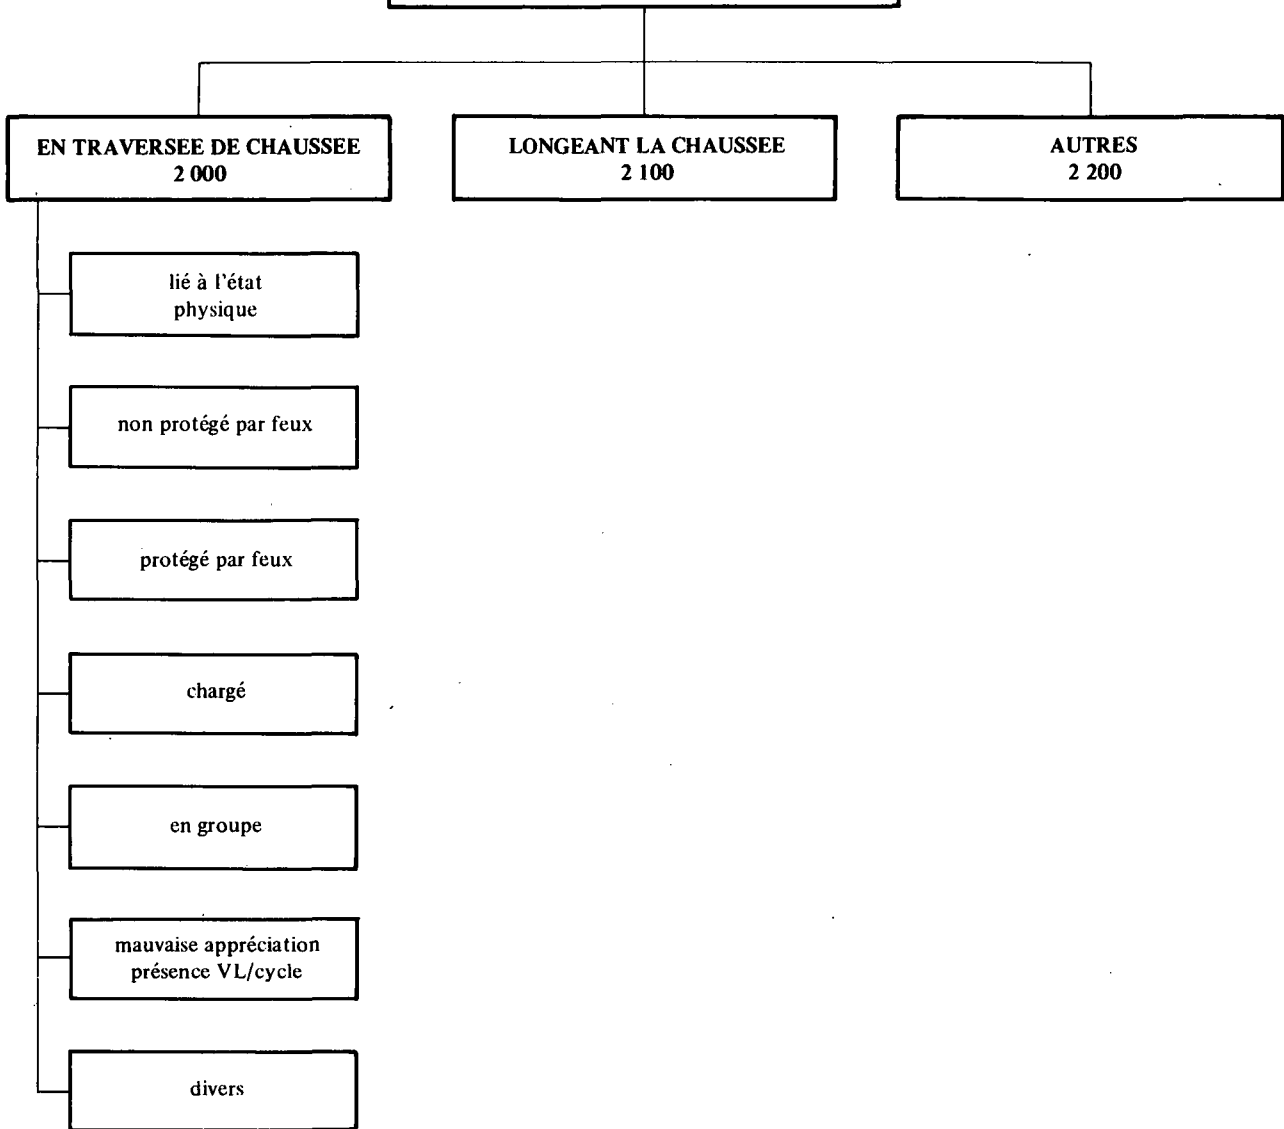 EN TRAVERSEE DE CHAUSSEE
2 000
LONGEANT LA CHAUSSEE
2 100
AUTRES
2 200
lié à l'état
physique
non protégé par feux
protégé par feux
chargé
en groupe
mauvaise appréciation
présence VL/cycle
divers